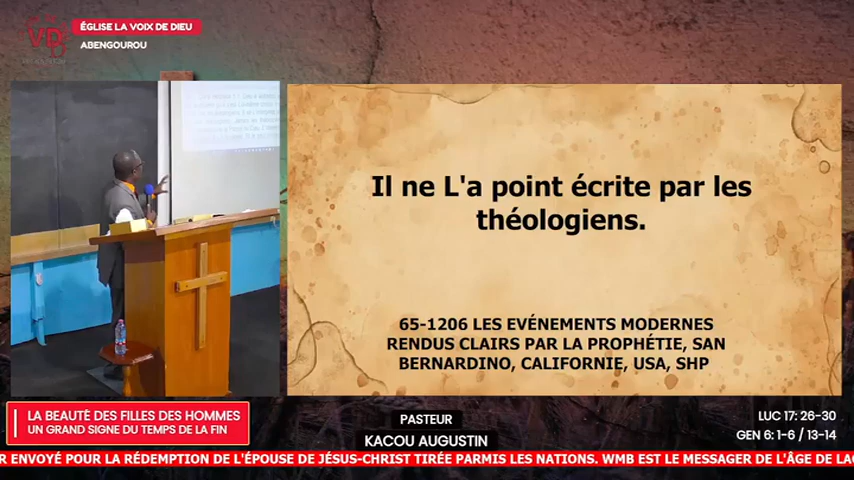 VDD
ÉGLISE LA VOIX DE DIEU
ABENGOUROU
Il ne L'a point écrite par les
théologiens.
65-1206 LES EVÉNEMENTS MODERNES
RENDUS CLAIRS PAR LA PROPHÉTIE, SAN
BERNARDINO, CALIFORNIE, USA, SHP
LA BEAUTÉ DES FILLES DES HOMMES
UN GRAND SIGNE DU TEMPS DE LA FIN
PASTEUR
KACOU AUGUSTIN
LUC 17: 26-30
GEN 6: 1-6 / 13-14
R ENVOYÉ POUR LA RÉDEMPTION DE L'ÉPOUSE DE JÉSUS-CHRIST TIRÉE PARMIS LES NATIONS. WMB EST LE MESSAGER DE L'ÂGE DE LAO